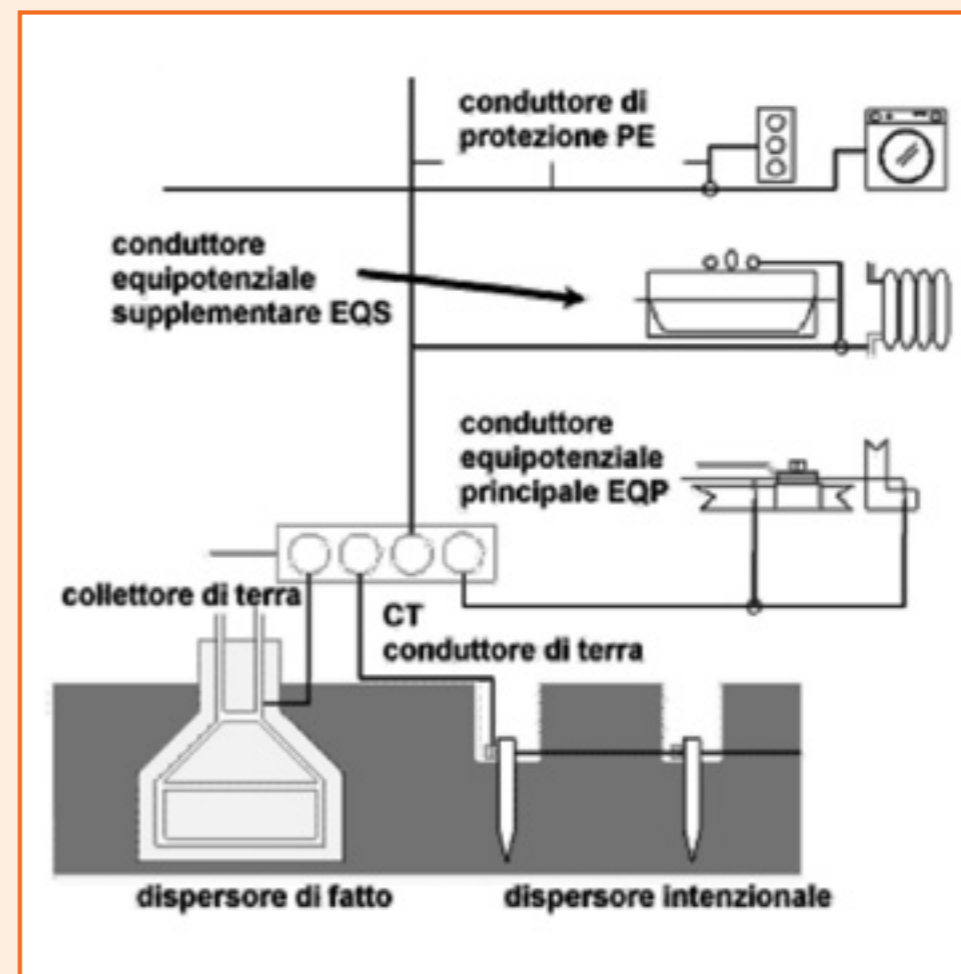 conduttore di
protezione PE
conduttore
equipotenziale
supplementare EQS
conduttore
equipotenziale
principale EQP
collettore di terra
CT
conduttore di terra
dispersore di fatto
dispersore intenzionale